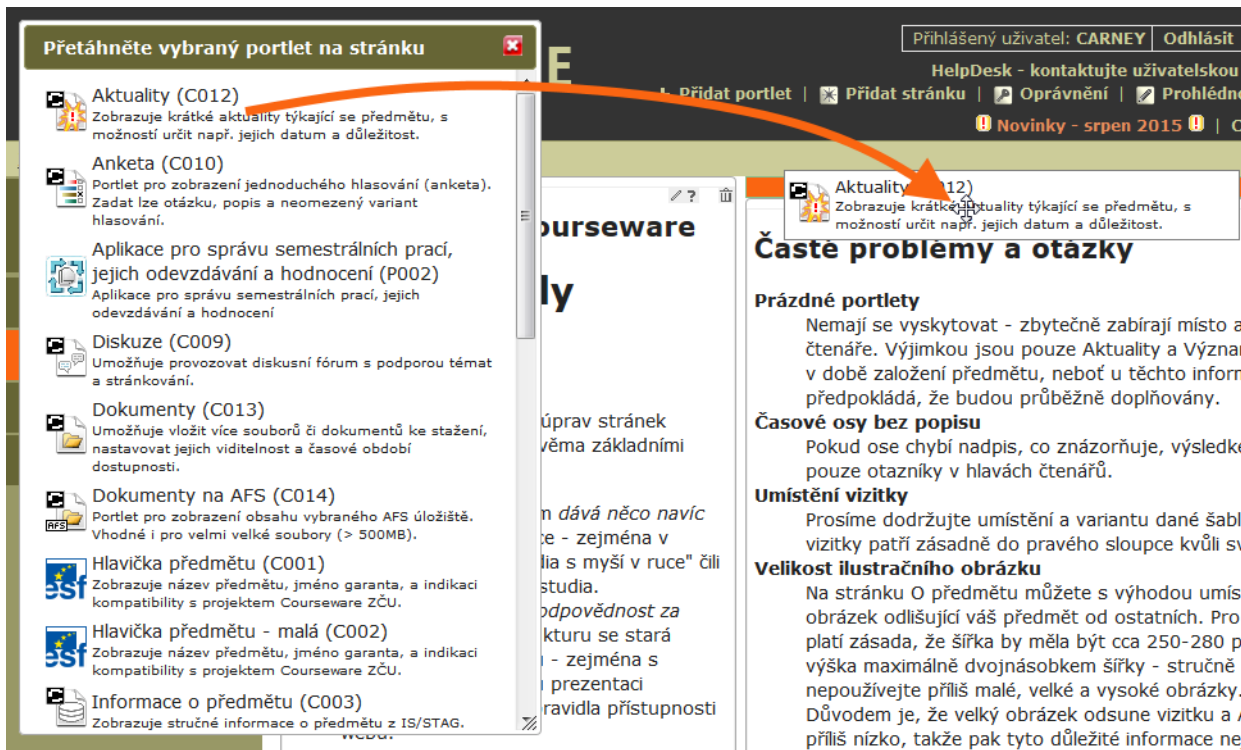 Přetáhněte vybraný portlet na stránku
Aktuality (C012)
Zobrazuje krátké aktuality týkající se předmětu, s
možností určit např. jejich datum a důležitost.
Anketa (C010)
Portlet pro zobrazení jednoduchého hlasování (anketa).
Zadat lze otázku, popis a neomezený variant
hlasování.
Aplikace pro správu semestrálních prací,
jejich odevzdávání a hodnocení (P002)
Aplikace pro správu semestrálních prací, jejich
odevzdávání a hodnocení
Diskuze (C009)
Umožňuje provozovat diskusní fórum s podporou témat
a stránkování.
Dokumenty (C013)
Umožňuje vložit více souborů či dokumentů ke stažení,
nastavovat jejich viditelnost a časové období
dostupnosti.
Dokumenty na AFS (C014)
AFS
Portlet pro zobrazení obsahu vybraného AFS úložiště.
Vhodné i pro velmi velké soubory (> 500MB).
Hlavička předmětu (C001)
esf
Zobrazuje název předmětu, jméno garanta, a indikaci
kompatibility s projektem Courseware ZČU.
Hlavička předmětu - malá (C002)
esf
Zobrazuje název předmětu, jméno garanta, a indikaci
kompatibility s projektem Courseware ZČU.
Informace o předmětu (C003)
Zobrazuje stručné informace o předmětu z IS/STAG.
E
Přihlášený uživatel: CARNEY | Odhlásit
HelpDesk - kontaktujte uživatelskou
Přidat portlet | Přidat stránku | Oprávnění | Prohlédno
Novinky - srpen 2015 |
ourseware
ly
úprav stránek
věma základními
m dává něco navíc
ce - zejména v
dia s myší v ruce" čili
studia.
odpovědnost za
kturu se stará
- zejména s
prezentaci
ravidla přístupnosti
webu.
Aktuality (C012)
Zobrazuje krátké aktuality týkající se předmětu, s
možností určit např. jejich datum a důležitost.
Časté problémy a otázky
Prázdné portlety
Nemají se vyskytovat - zbytečně zabírají místo a
čtenáře. Výjimkou jsou pouze Aktuality a Význa
v době založení předmětu, neboť u těchto inform
předpokládá, že budou průběžně doplňovány.
Časové osy bez popisu
Pokud ose chybí nadpis, co znázorňuje, výsledke
pouze otazníky v hlavách čtenářů.
Umístění vizitky
Prosíme dodržujte umístění a variantu dané šabl
vizitky patří zásadně do pravého sloupce kvůli sv
Velikost ilustračního obrázku
Na stránku O předmětu můžete s výhodou umís
obrázek odlišující váš předmět od ostatních. Pro
platí zásada, že šířka by měla být cca 250-280 p
výška maximálně dvojnásobkem šířky - stručně
nepoužívejte příliš malé, velké a vysoké obrázky.
Důvodem je, že velký obrázek odsune vizitku a A
příliš nízko, takže pak tyto důležité informace ne